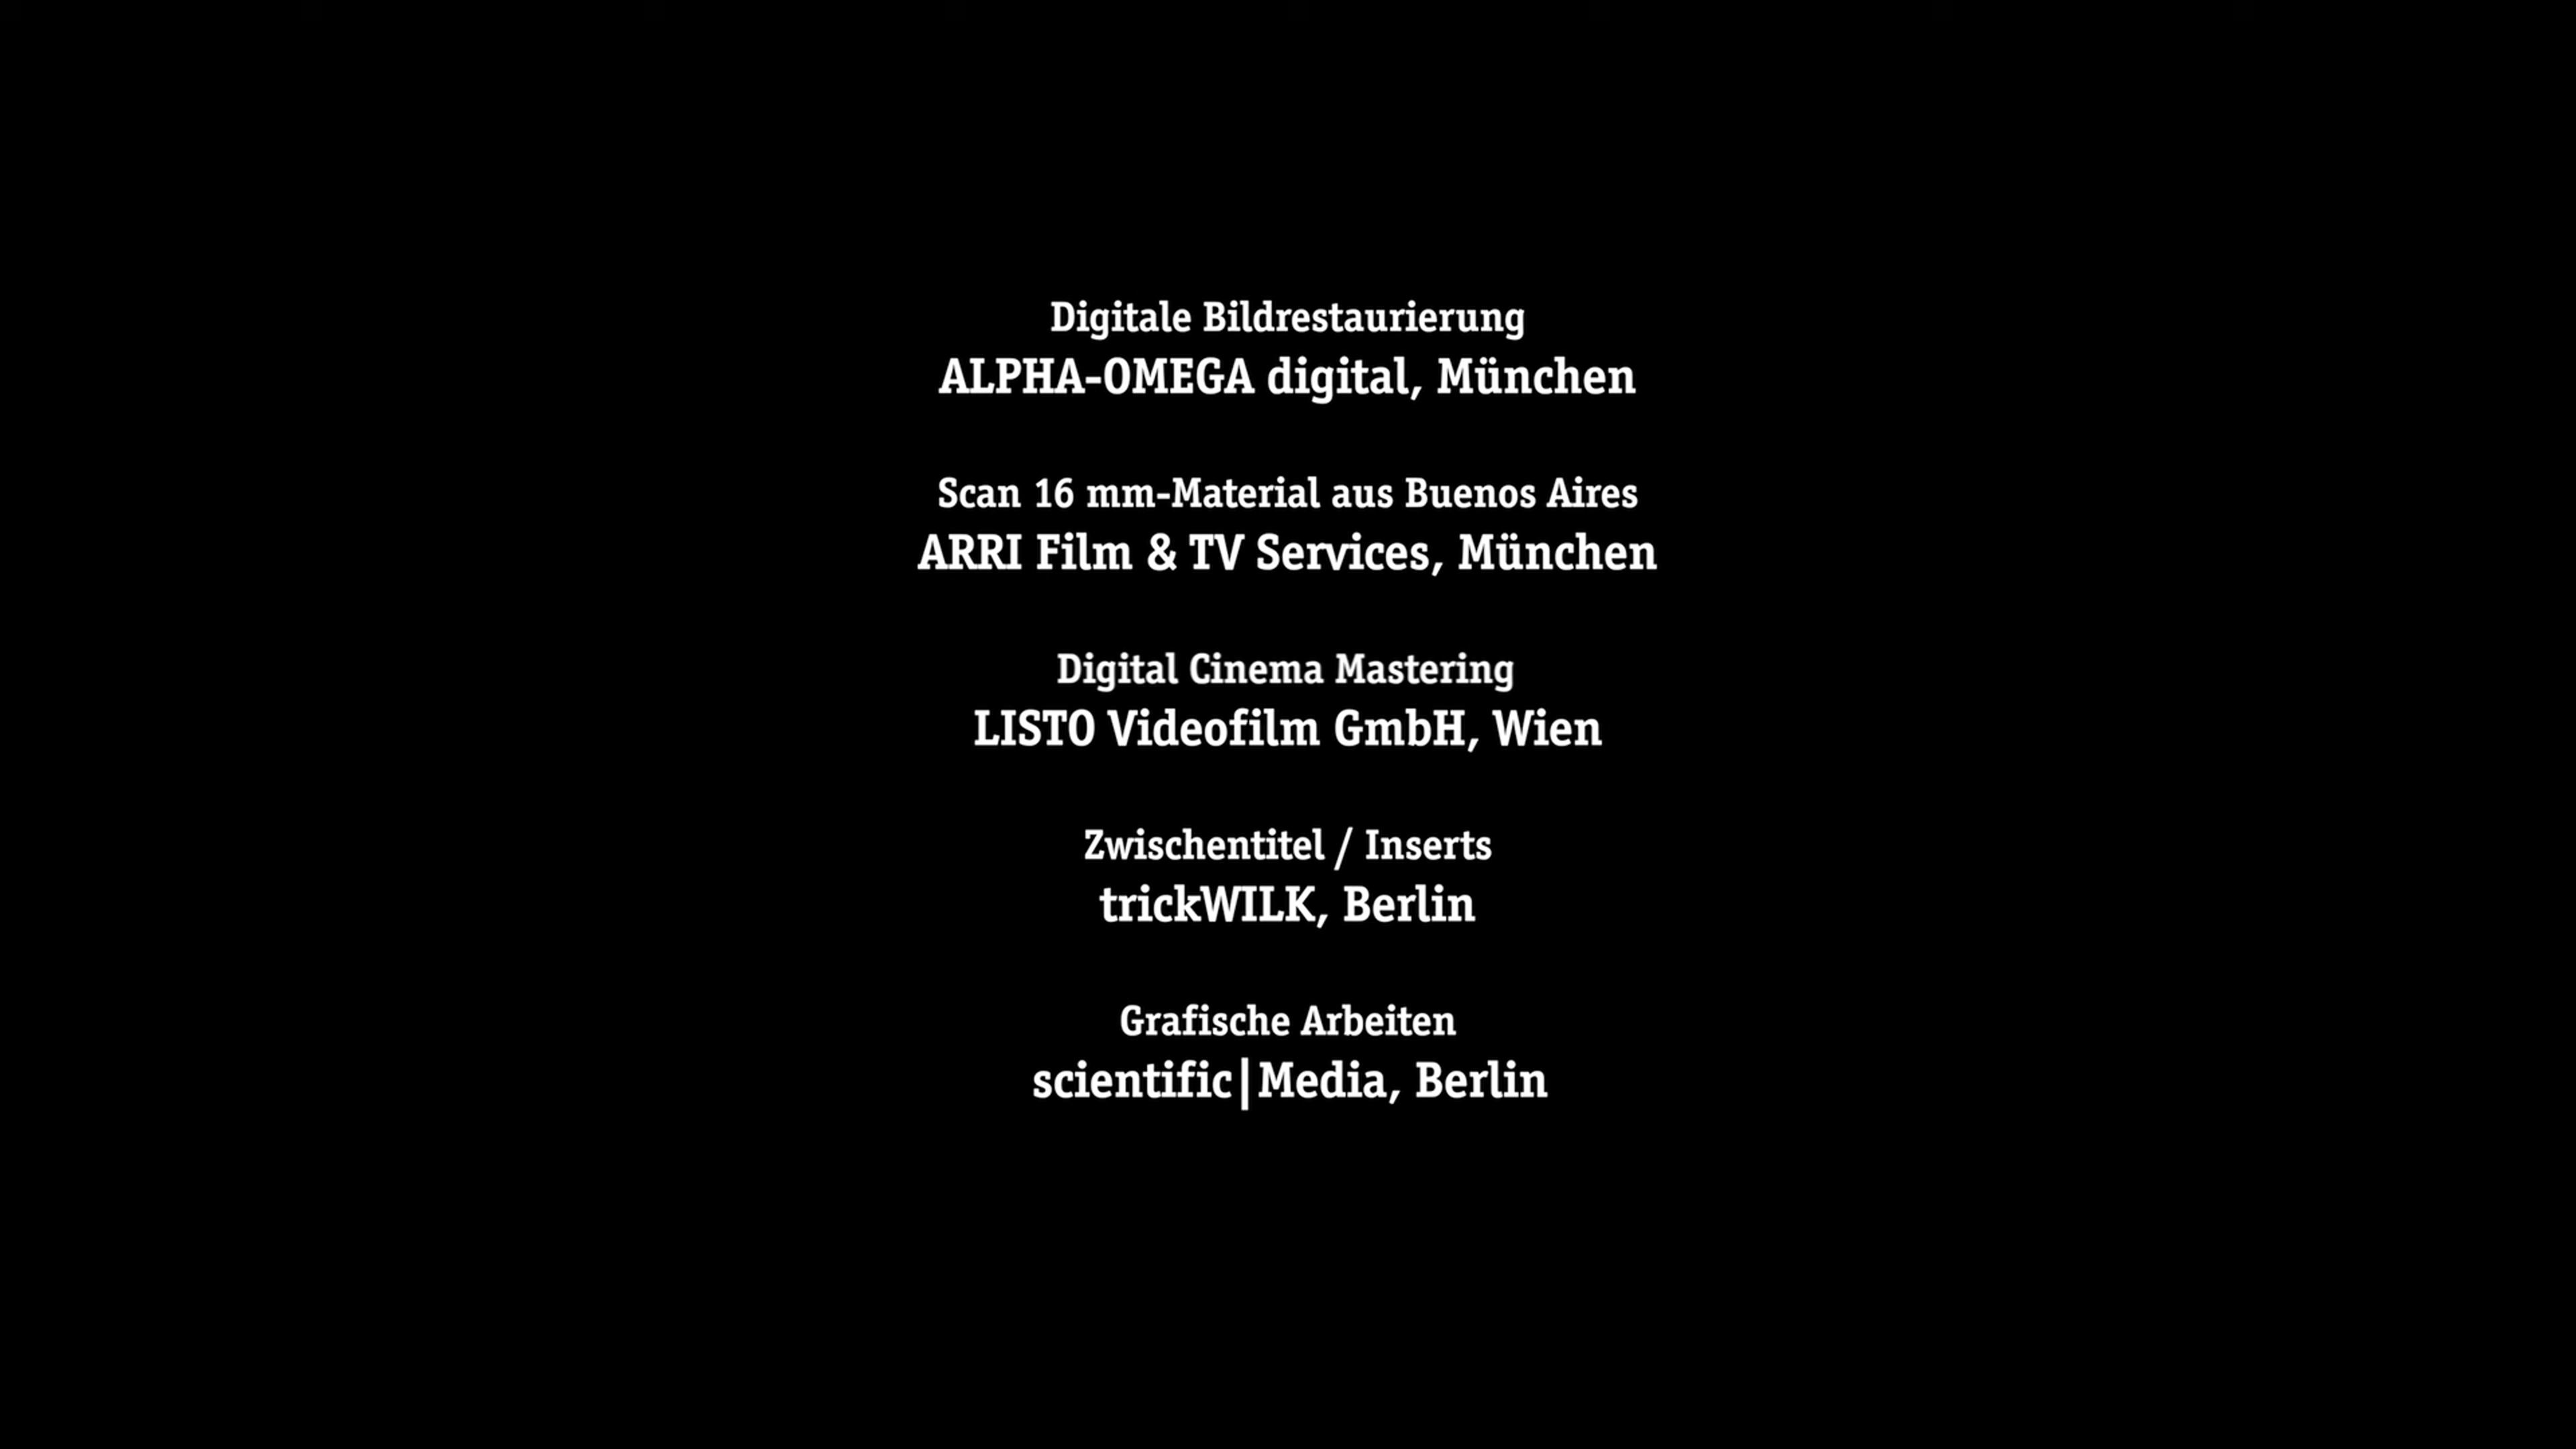 Digitale Bildrestaurierung
ALPHA-OMEGA digital, München
Scan 16 mm-Material aus Buenos Aires
ARRI Film & TV Services, München
Digital Cinema Mastering
LISTO Videofilm GmbH, Wien
Zwischentitel / Inserts
trickWILK, Berlin
Grafische Arbeiten
scientific|Media, Berlin